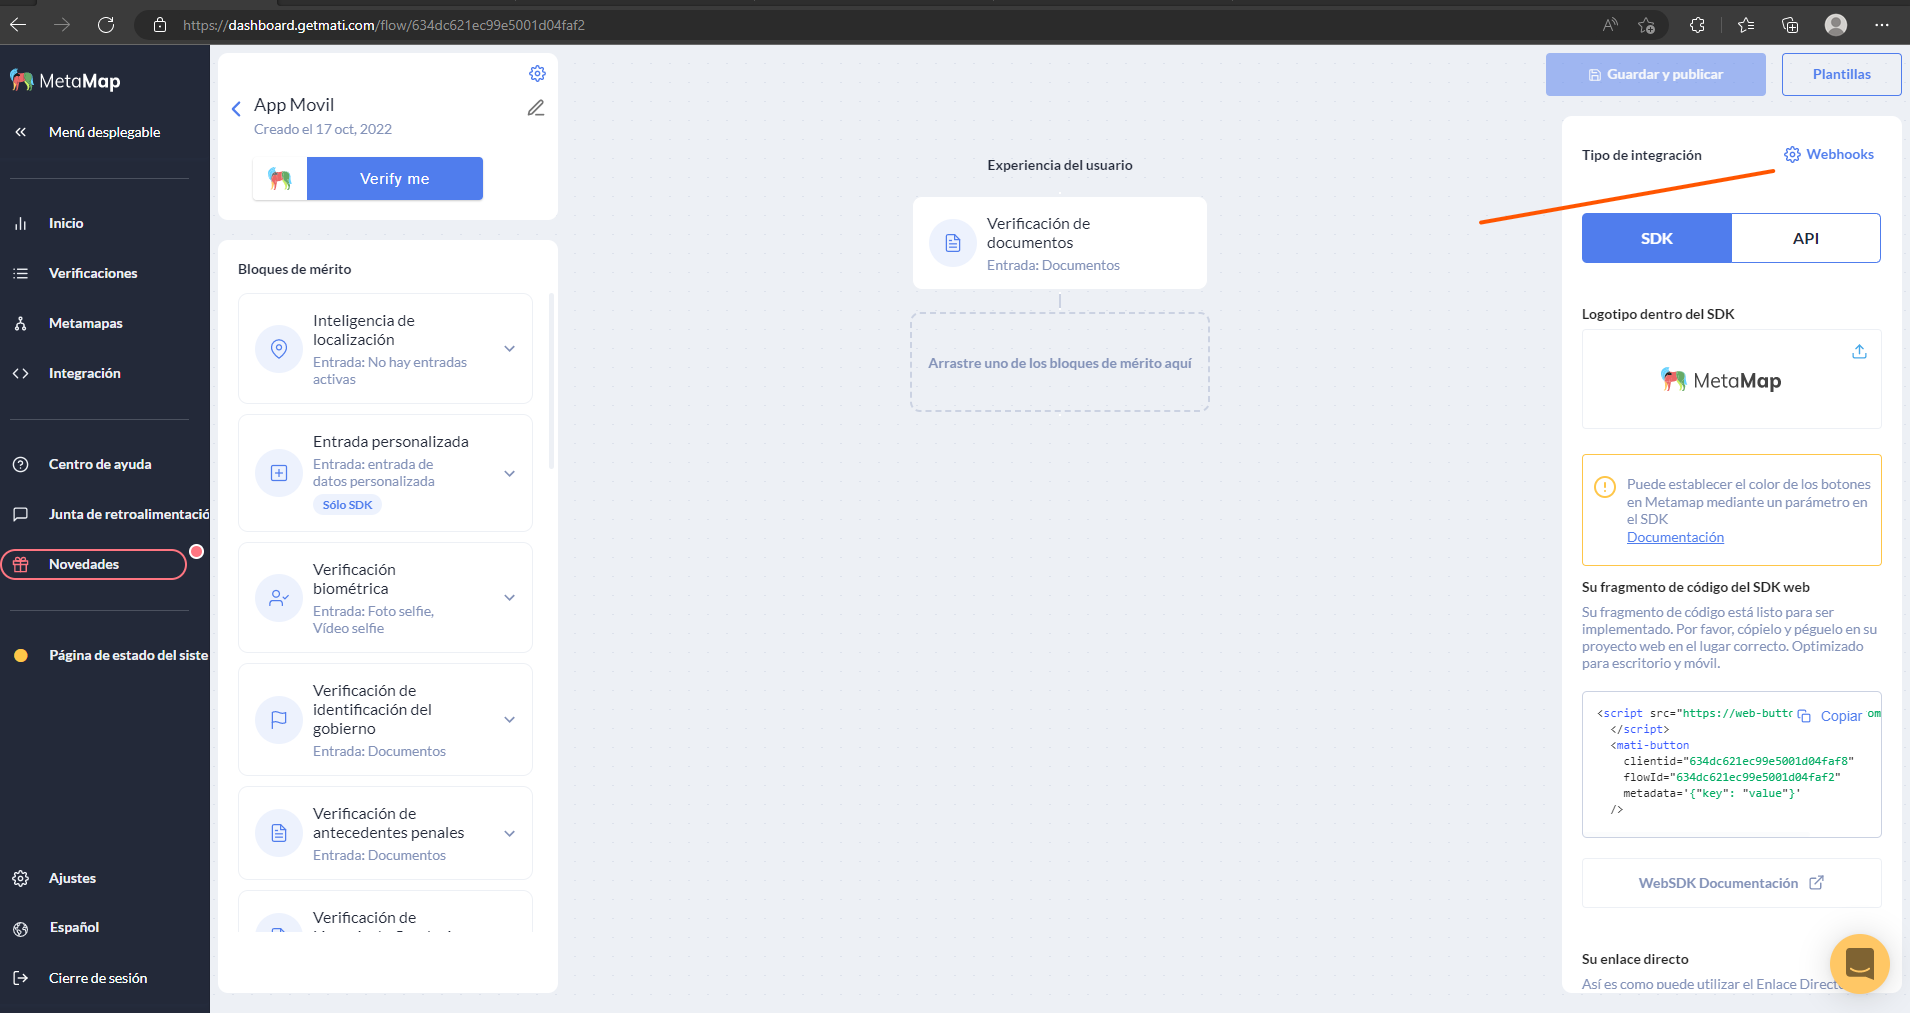 https://dashboard.getmati.com/flow/634dc621ec99e5001d04faf2
MetaMap
Menú desplegable
Inicio
Verificaciones
Metamapas
Integración
Centro de ayuda
Junta de retroalimentació
Novedades
Página de estado del siste
Ajustes
Español
Cierre de sesión
App Movil
Creado el 17 oct, 2022
Verify me
Bloques de mérito
Inteligencia de
localización
Entrada: No hay entradas
activas
Entrada personalizada
Entrada: entrada de
datos personalizada
Sólo SDK
Verificación
biométrica
Entrada: Foto selfie,
Vídeo selfie
Verificación de
identificación del
gobierno
Entrada: Documentos
Verificación de
antecedentes penales
Entrada: Documentos
Verificación de
Experiencia del usuario
Verificación de
documentos
Entrada: Documentos
Arrastre uno de los bloques de mérito aquí
Guardar y publicar
Plantillas
Tipo de integración
Webhooks
SDK
API
Logotipo dentro del SDK
MetaMap
Puede establecer el color de los botones
en Metamap mediante un parámetro en
el SDK
Documentación
Su fragmento de código del SDK web
Su fragmento de código está listo para ser
implementado. Por favor, cópielo y péguelo en su
proyecto web en el lugar correcto. Optimizado
para escritorio y móvil.
<script src="https://web-butto Copiar om
</script>
<mati-button
clientid="634dc621ec99e5001d04faf8"
flowId="634dc621ec99e5001d04faf2"
metadata='{"key": "value"}'
/>
WebSDK Documentación
Su enlace directo
Así es como puede utilizar el Enlace Direct